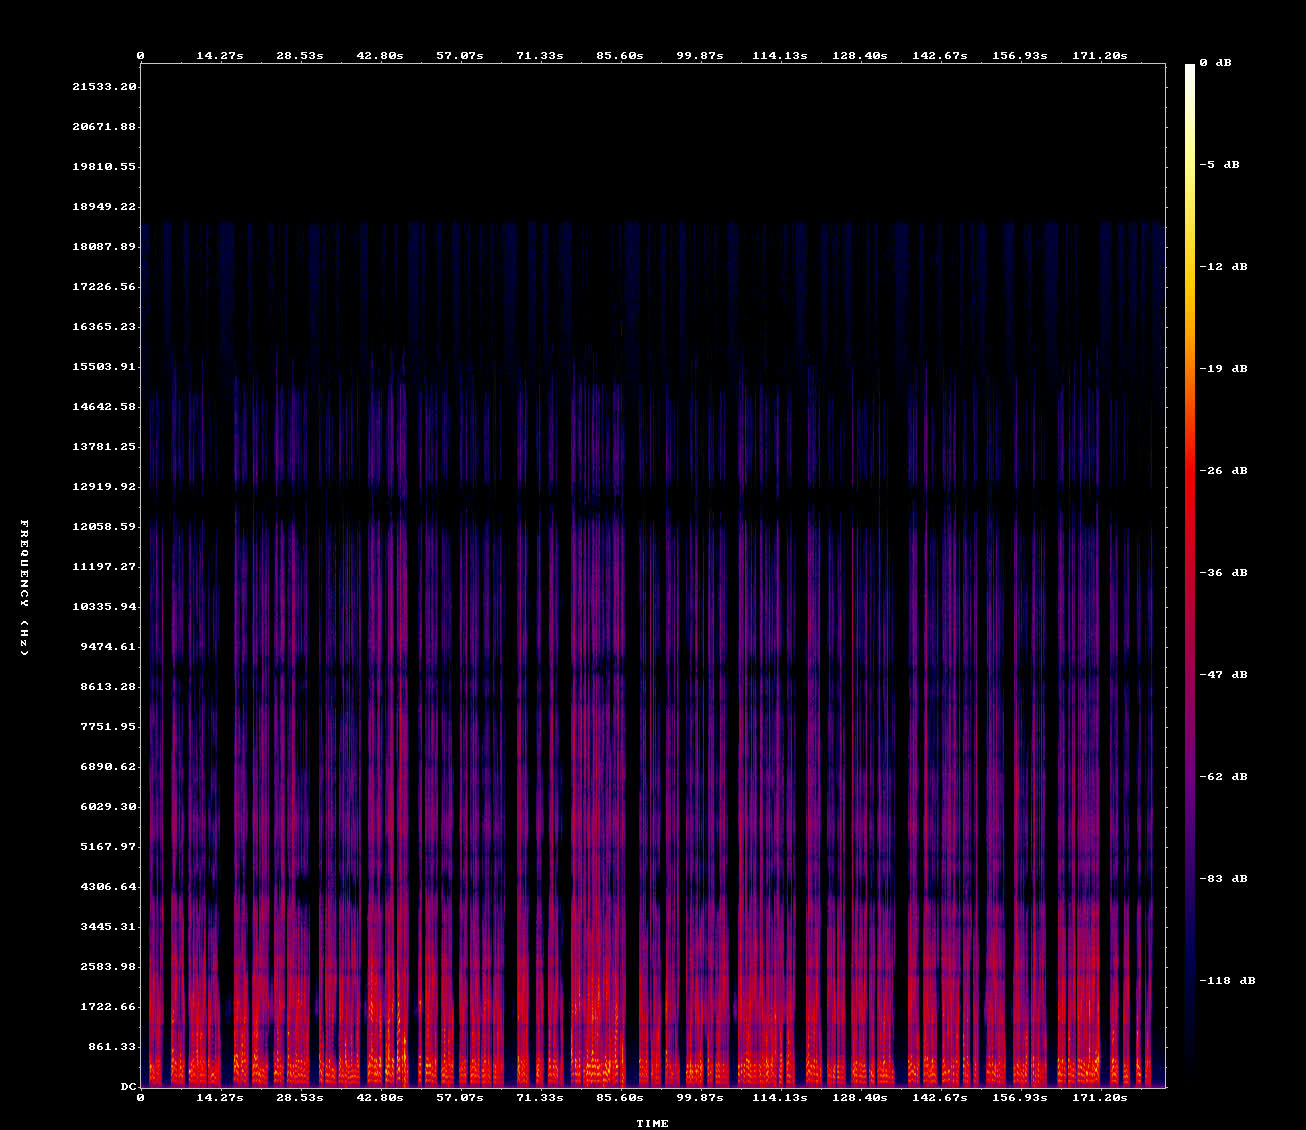 0 14.27s 28.53s 42.80s 57.07s 71.33s 85.60s 99.87s 114.13s 128.40s 142.67s 156.93s 171.20s
0 dB
21533.20
20671.88
19810.55
-5 dB
18949.22
18087.89
-12 dB
17226.56
16365.23
15503.91
-19 dB
14642.58
13781.25
-26 dB
12919.92
12058.59
11197.27
-36 dB
10335.94
9474.61
8613.28
-47 dB
7751.95
6890.62
-62 dB
6029.30
5167.97
4306.64
-83 dB
3445.31
2583.98
-118 dB
1722.66
861.33
DC
FREQUENCY (Hz)
0 14.27s 28.53s 42.80s 57.07s 71.33s 85.60s 99.87s 114.13s 128.40s 142.67s 156.93s 171.20s
TIME